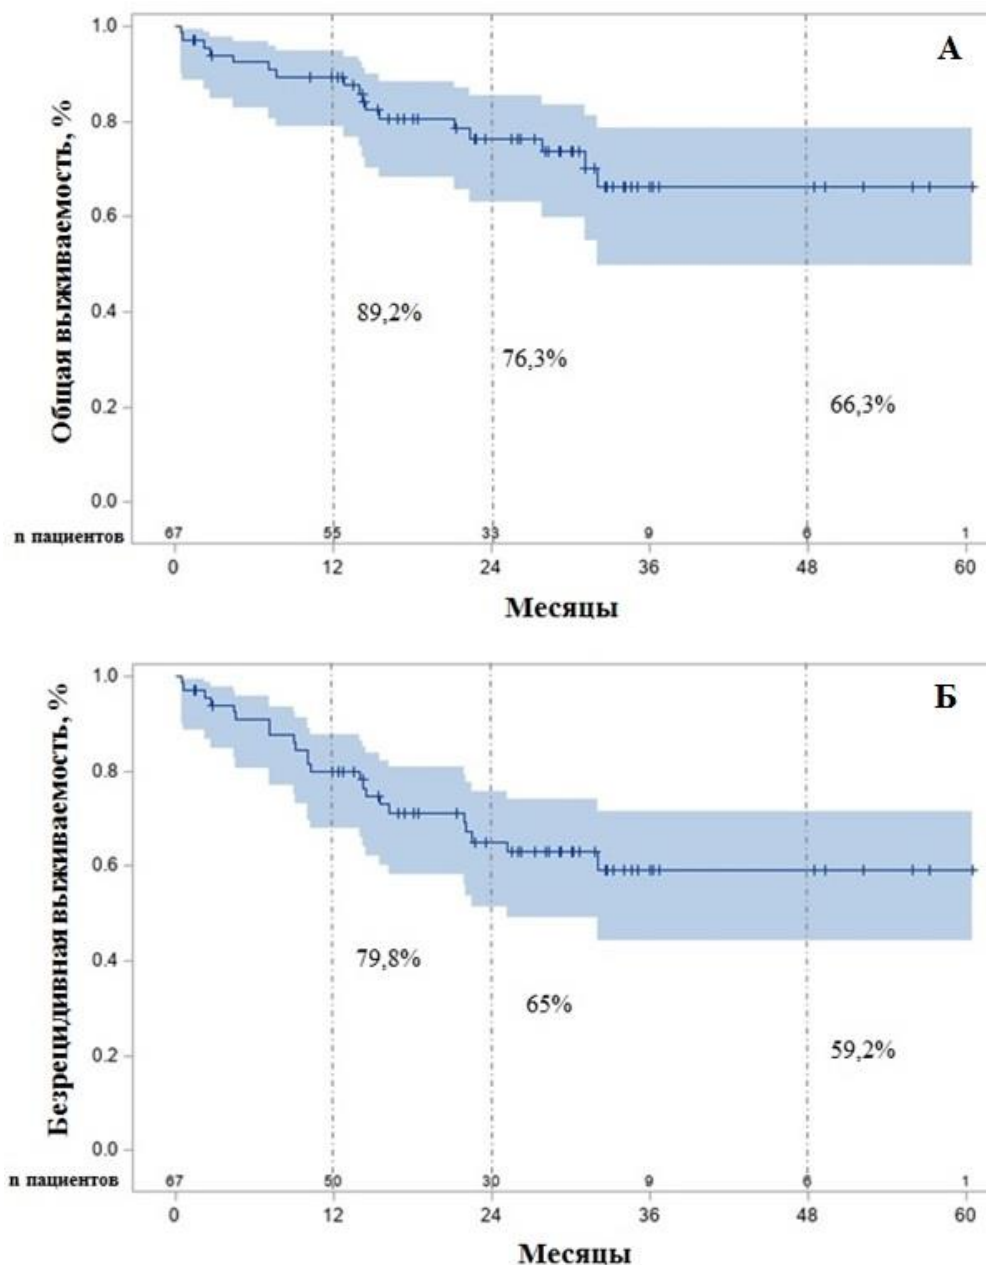 А
Общая выживаемость, %
1.0
0.8
0.6
0.4
0.2
0.0
89,2%
76,3%
66,3%
n пациентов 67 55 33 9 6 1
0 12 24 36 48 60
Месяцы
Б
Безрецидивная выживаемость, %
1.0
0.8
0.6
0.4
0.2
0.0
79,8%
65%
59,2%
n пациентов 67 50 30 9 6 1
0 12 24 36 48 60
Месяцы